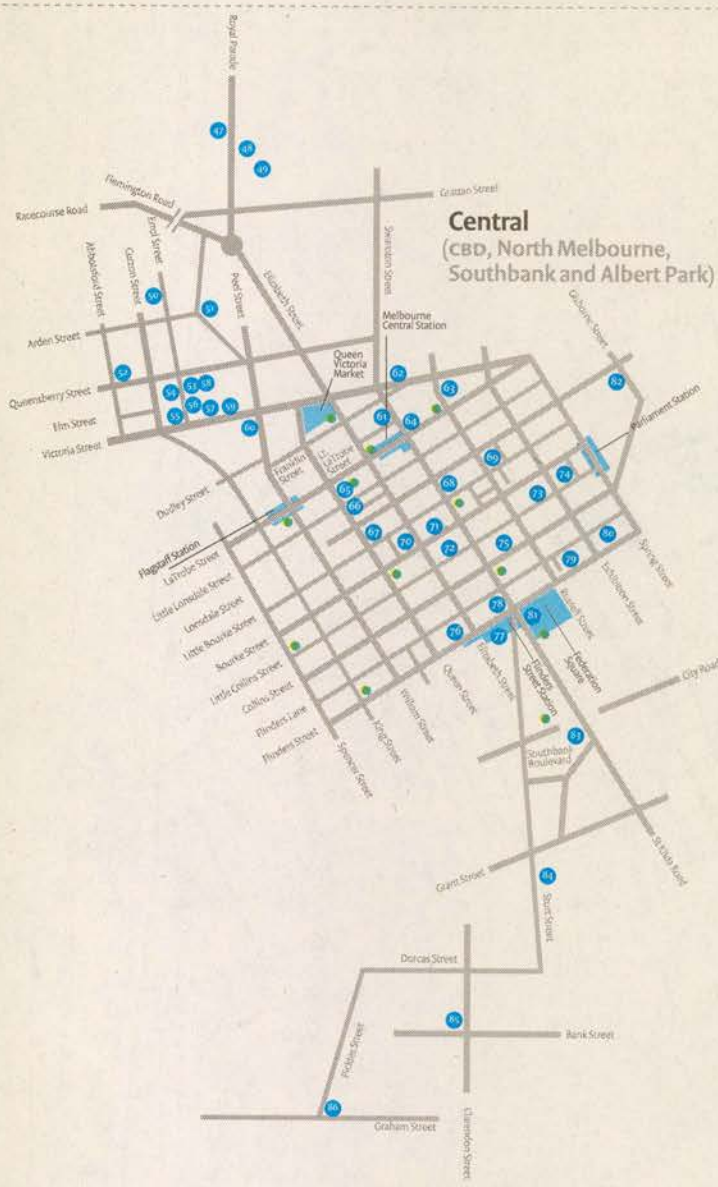 Royal Parade
47
48
49
Flemington Road
Racecourse Road
Grattan Street
Central
(CBD, North Melbourne,
Southbank and Albert Park)
Abbotsford Street
Curzon Street
Errol Street
50
51
Peel Street
Elizabeth Street
Swanston Street
Melbourne
Central Station
Gisborne Street
Arden Street
Queen
Victoria
Market
52
53
58
54
56
57
59
55
60
62
63
61
64
82
Queensberry Street
Elm Street
Victoria Street
Parliament Station
Dudley Street
Franklin
Street
Lt.
LaTrobe
Street
65
66
67
70
71
72
68
69
73
74
75
79
80
Flagstaff Station
LaTrobe Street
Little Lonsdale Street
Lonsdale Street
Little Bourke Street
Bourke Street
Little Collins Street
Collins Street
Flinders Lane
Flinders Street
Spencer Street
King Street
William Street
Queen Street
Elizabeth Street
76
77
78
81
Flinders
Street Station
Federation
Square
Russell Street
Exhibition Street
Spring Street
City Road
83
Southbank
Boulevard
St Kilda Road
Grant Street
84
Sturt Street
Dorcas Street
85
Bank Street
Pickles Street
86
Graham Street
Clarendon Street